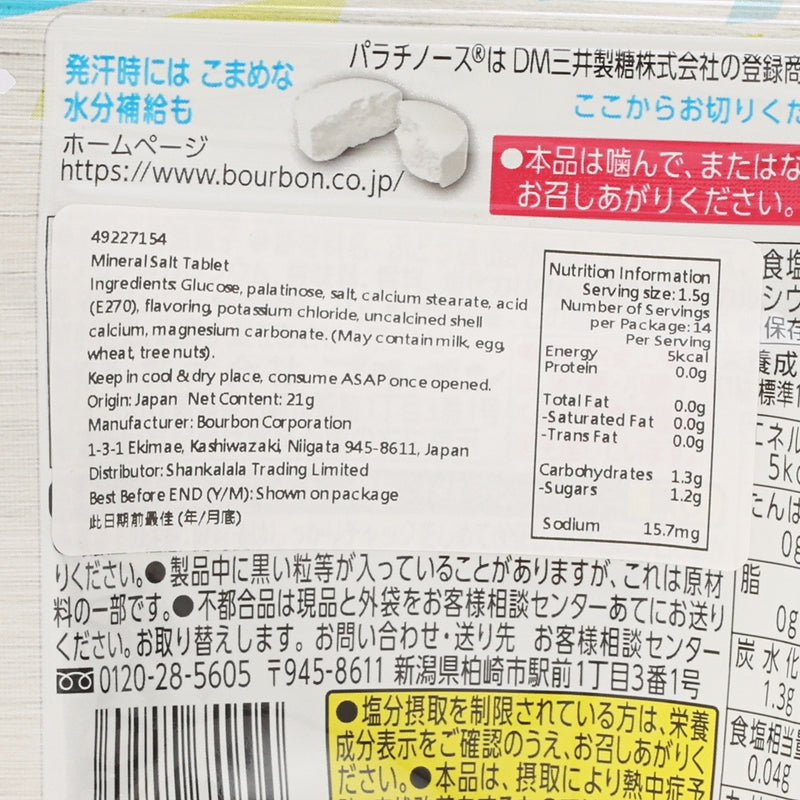 発汗時には こまめな
水分補給も
ホームページ
https://www.bourbon.co.jp/
パラチノース®は DM三井製糖株式会社の登録商
ここからお切りくだ
●本品は噛んで、またはな
お召しあがりください。
49227154
Mineral Salt Tablet
Ingredients: Glucose, palatinose, salt, calcium stearate, acid
(E270), flavoring, potassium chloride, uncalcined shell
calcium, magnesium carbonate. (May contain milk, egg,
wheat, tree nuts).
Keep in cool & dry place, consume ASAP once opened.
Origin: Japan Net Content: 21g
Manufacturer: Bourbon Corporation
1-3-1 Ekimae, Kashiwazaki, Niigata 945-8611, Japan
Distributor: Shankalala Trading Limited
Best Before END (Y/M): Shown on package
此日期前最佳 (年/月底)
Nutrition Information
Serving size: 1.5g
Number of Servings
per Package: 14
Per Serving
Energy 5kcal
Protein 0.0g
Total Fat 0.0g
-Saturated Fat 0.0g
-Trans Fat 0.0g
Carbohydrates 1.3g
-Sugars 1.2g
Sodium 15.7mg
食塩
シウ
保存
養成
標準1
エネル
5kc
たんぱ
0g
脂
0g
炭水化
1.3g
食塩相当量
0.04g
りください。●製品中に黒い粒等が入っていることがありますが、これは原材
料の一部です。●不都合品は現品と外袋をお客様相談センターあてにお送り
ください。お取り替えします。お問い合わせ・送り先 お客様相談センター
0120-28-5605 〒945-8611 新潟県柏崎市駅前1丁目3番1号
●塩分摂取を制限されている方は、栄養
成分表示をご確認のうえ、お召しあがりく
ださい。●本品は、摂取により熱中症予